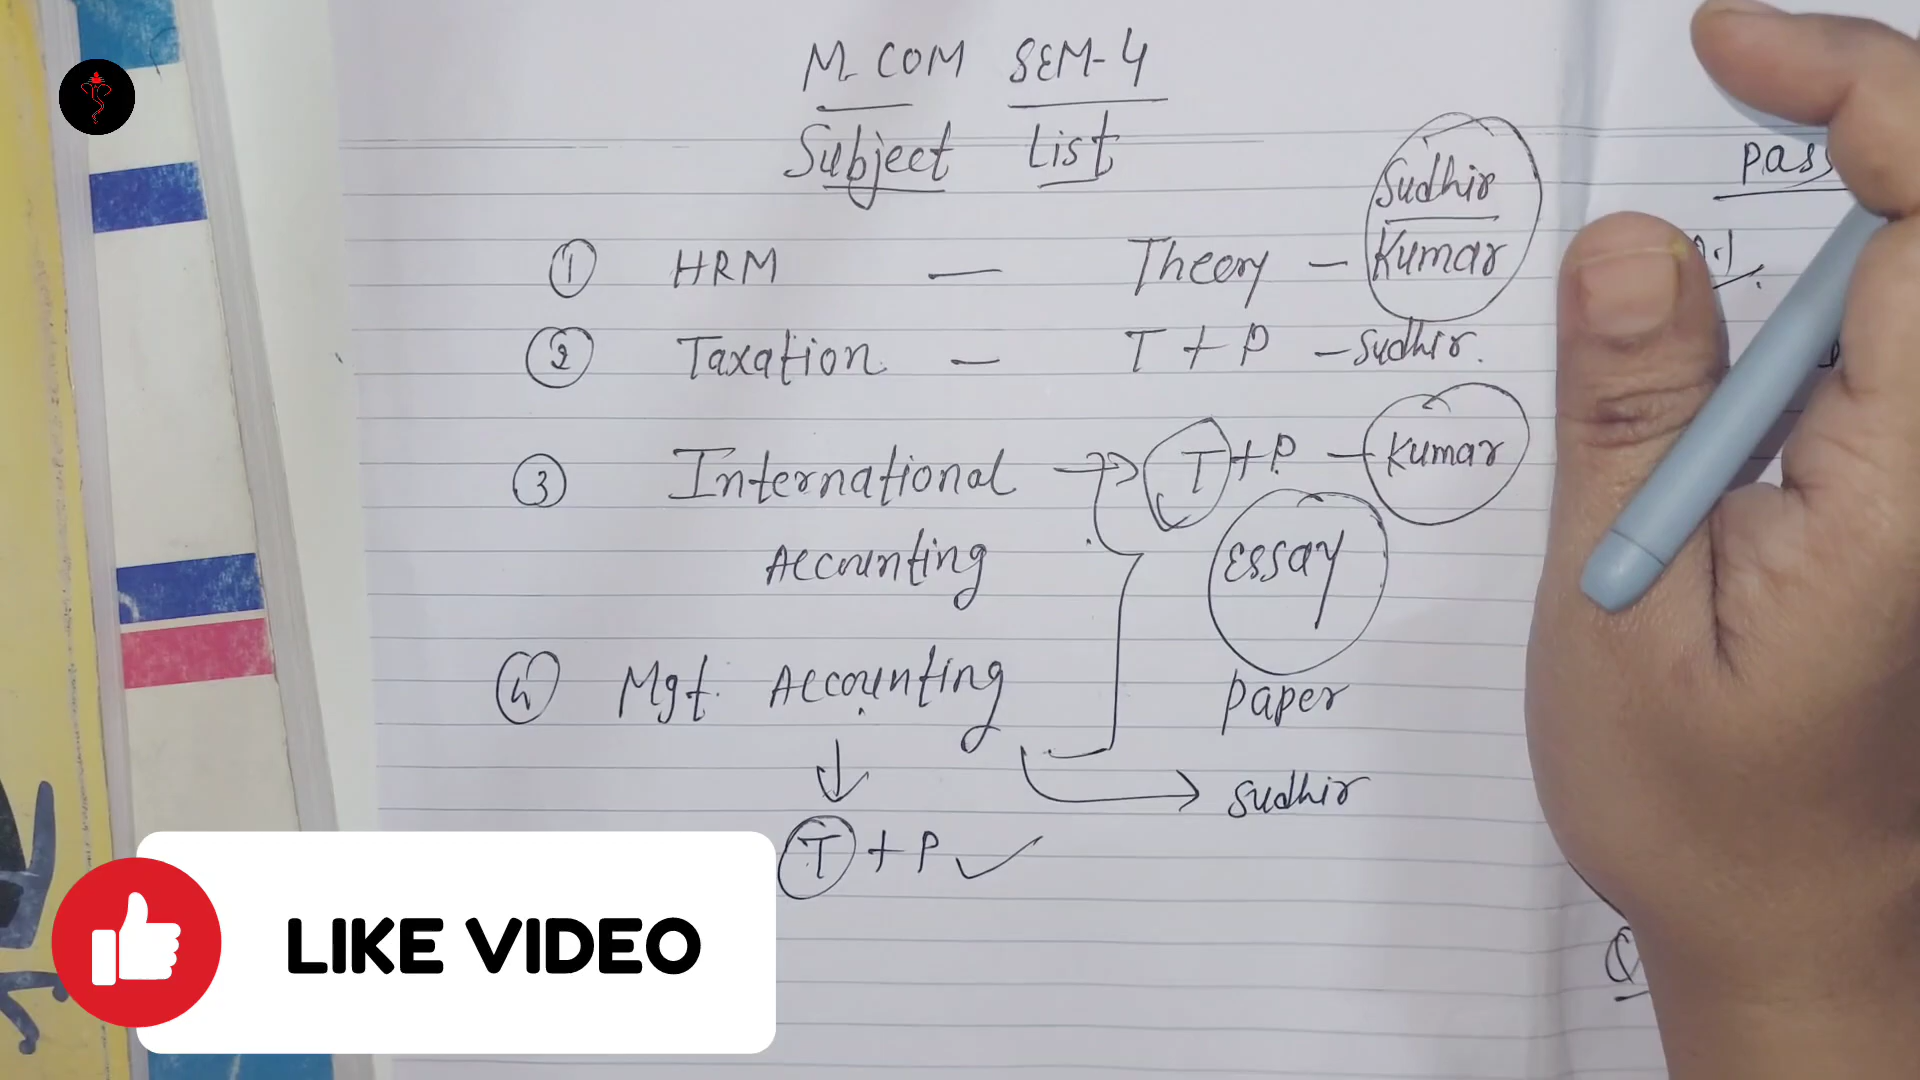 M.COM SEM-4
Subject List
Sudhir
① HRM — Theory — Kumar
② Taxation — T + P — Sudhir.
③ International → T + P — Kumar
Accounting
Essay
④ Mgt. Accounting
paper
→ Sudhir
↓
T + P ✓
pass
LIKE VIDEO